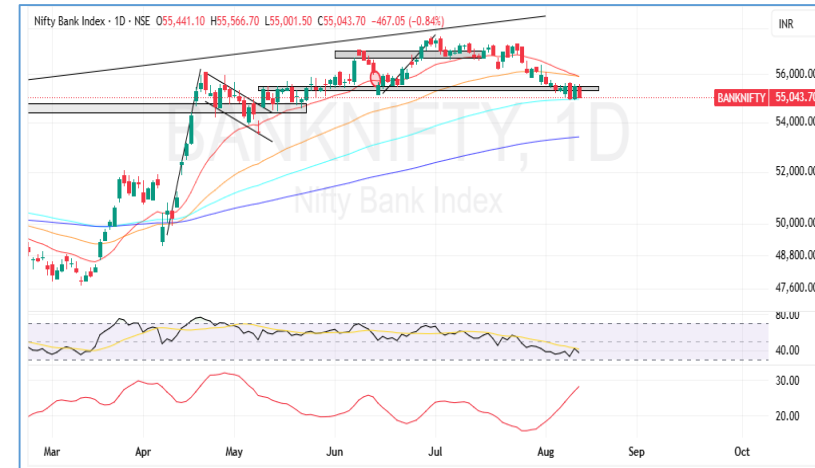 Nifty Bank Index · 1D · NSE O55,441.10 H55,566.70 L55,001.50 C55,043.70 −467.05 (−0.84%)
INR
56,000.00
BANKNIFTY 55,043.70
54,000.00
BANKNIFTY, 1D
52,000.00
Nifty Bank Index
50,000.00
48,800.00
47,600.00
80.00
40.00
30.00
20.00
Mar Apr May Jun Jul Aug Sep Oct